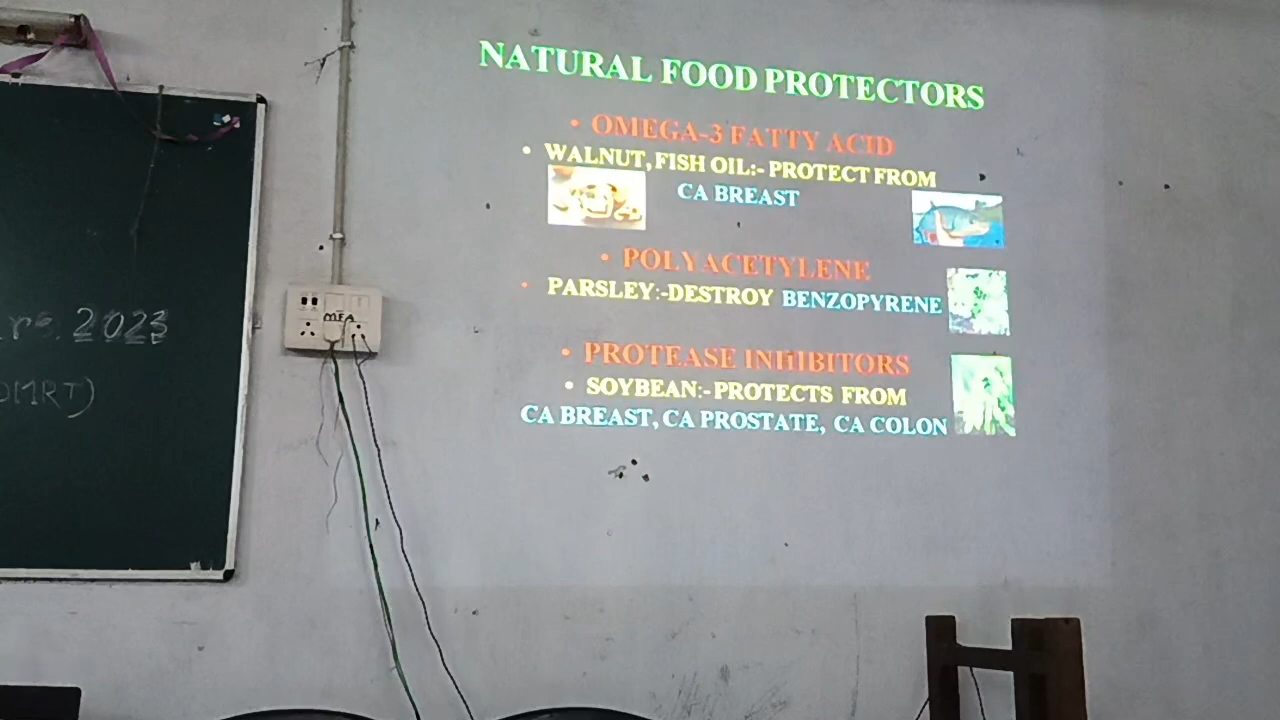 NATURAL FOOD PROTECTORS
• OMEGA-3 FATTY ACID
• WALNUT, FISH OIL:- PROTECT FROM
CA BREAST
• POLYACETYLENE
• PARSLEY:-DESTROY BENZOPYRENE
• PROTEASE INHIBITORS
• SOYBEAN:-PROTECTS FROM
CA BREAST, CA PROSTATE, CA COLON
MFA
2023
DMRT)